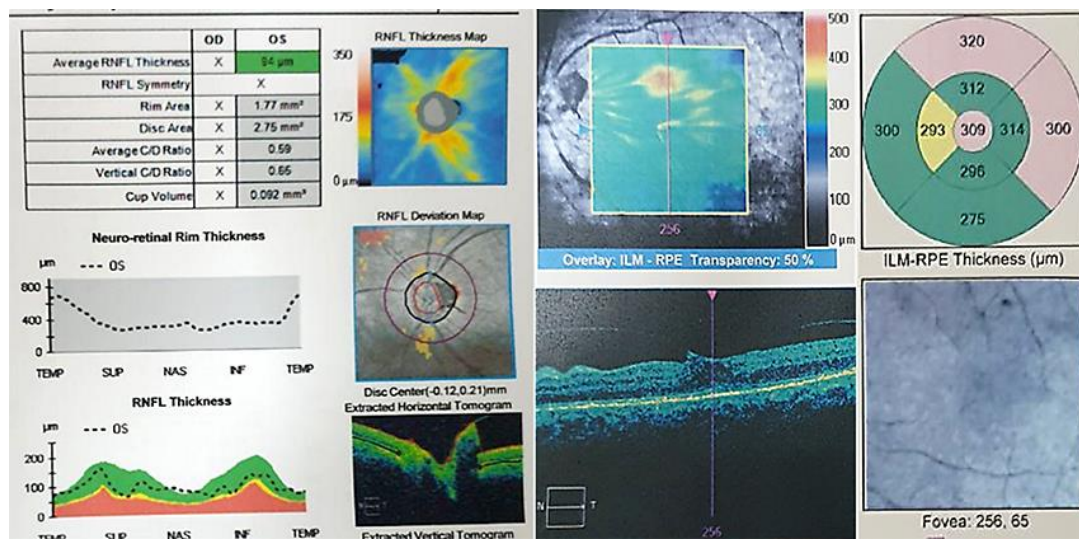 OD OS
Average RNFL Thickness X 94 µm
RNFL Symmetry X
Rim Area X 1.77 mm²
Disc Area X 2.75 mm²
Average C/D Ratio X 0.59
Vertical C/D Ratio X 0.65
Cup Volume X 0.092 mm³
Neuro-retinal Rim Thickness
µm --- OS
800
400
0
TEMP SUP NAS INF TEMP
RNFL Thickness
µm --- OS
200
100
0
TEMP SUP NAS INF TEMP
RNFL Thickness Map
350
175
0 µm
RNFL Deviation Map
Disc Center(-0.12,0.21)mm
Extracted Horizontal Tomogram
Extracted Vertical Tomogram
256
500
400
300
200
100
0 µm
Overlay: ILM - RPE Transparency: 50 %
N T
256
320
312
300 293 309 314 300
296
275
ILM-RPE Thickness (µm)
Fovea: 256, 65